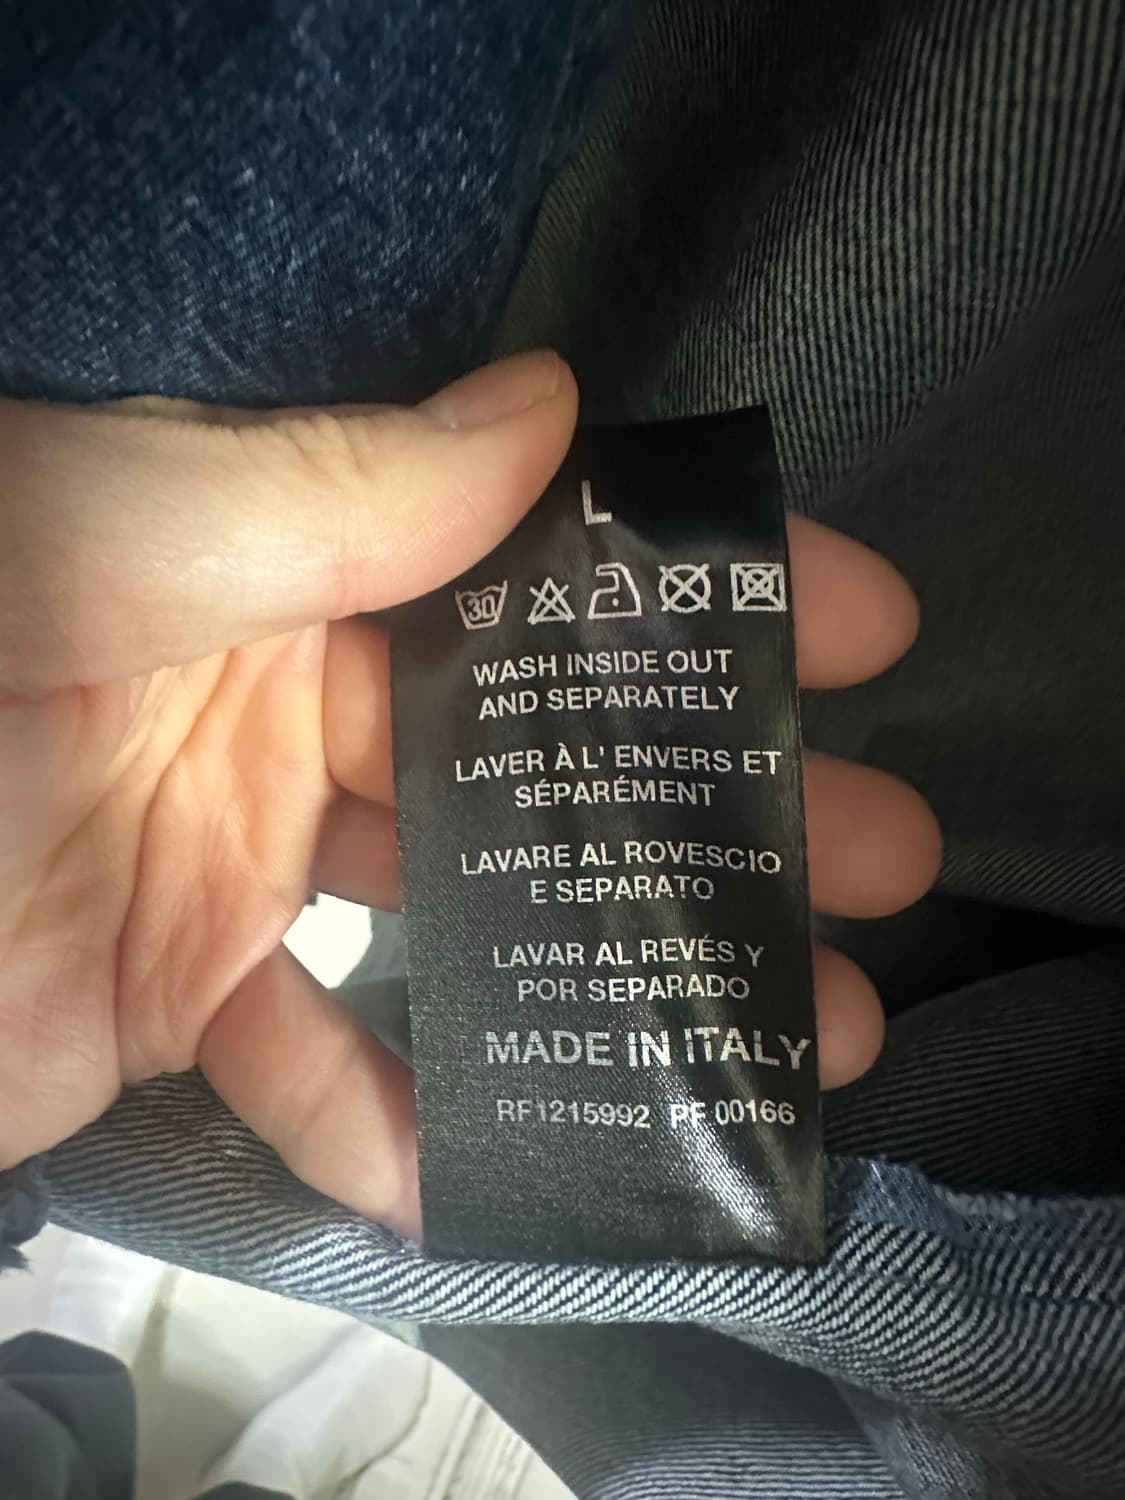 L
30
WASH INSIDE OUT
AND SEPARATELY
LAVER À L' ENVERS ET
SÉPARÉMENT
LAVARE AL ROVESCIO
E SEPARATO
LAVAR AL REVÉS Y
POR SEPARADO
MADE IN ITALY
RF1215992 PF 00166